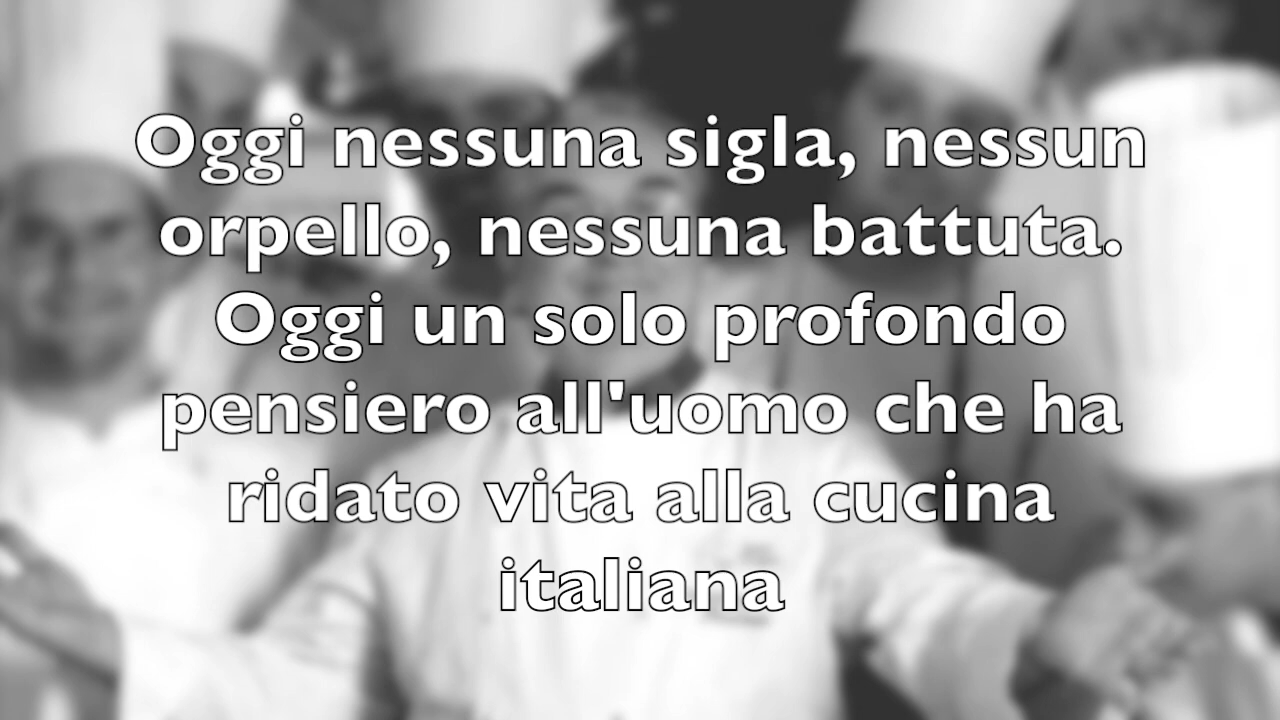 Oggi nessuna sigla, nessun
orpello, nessuna battuta.
Oggi un solo profondo
pensiero all'uomo che ha
ridato vita alla cucina
italiana